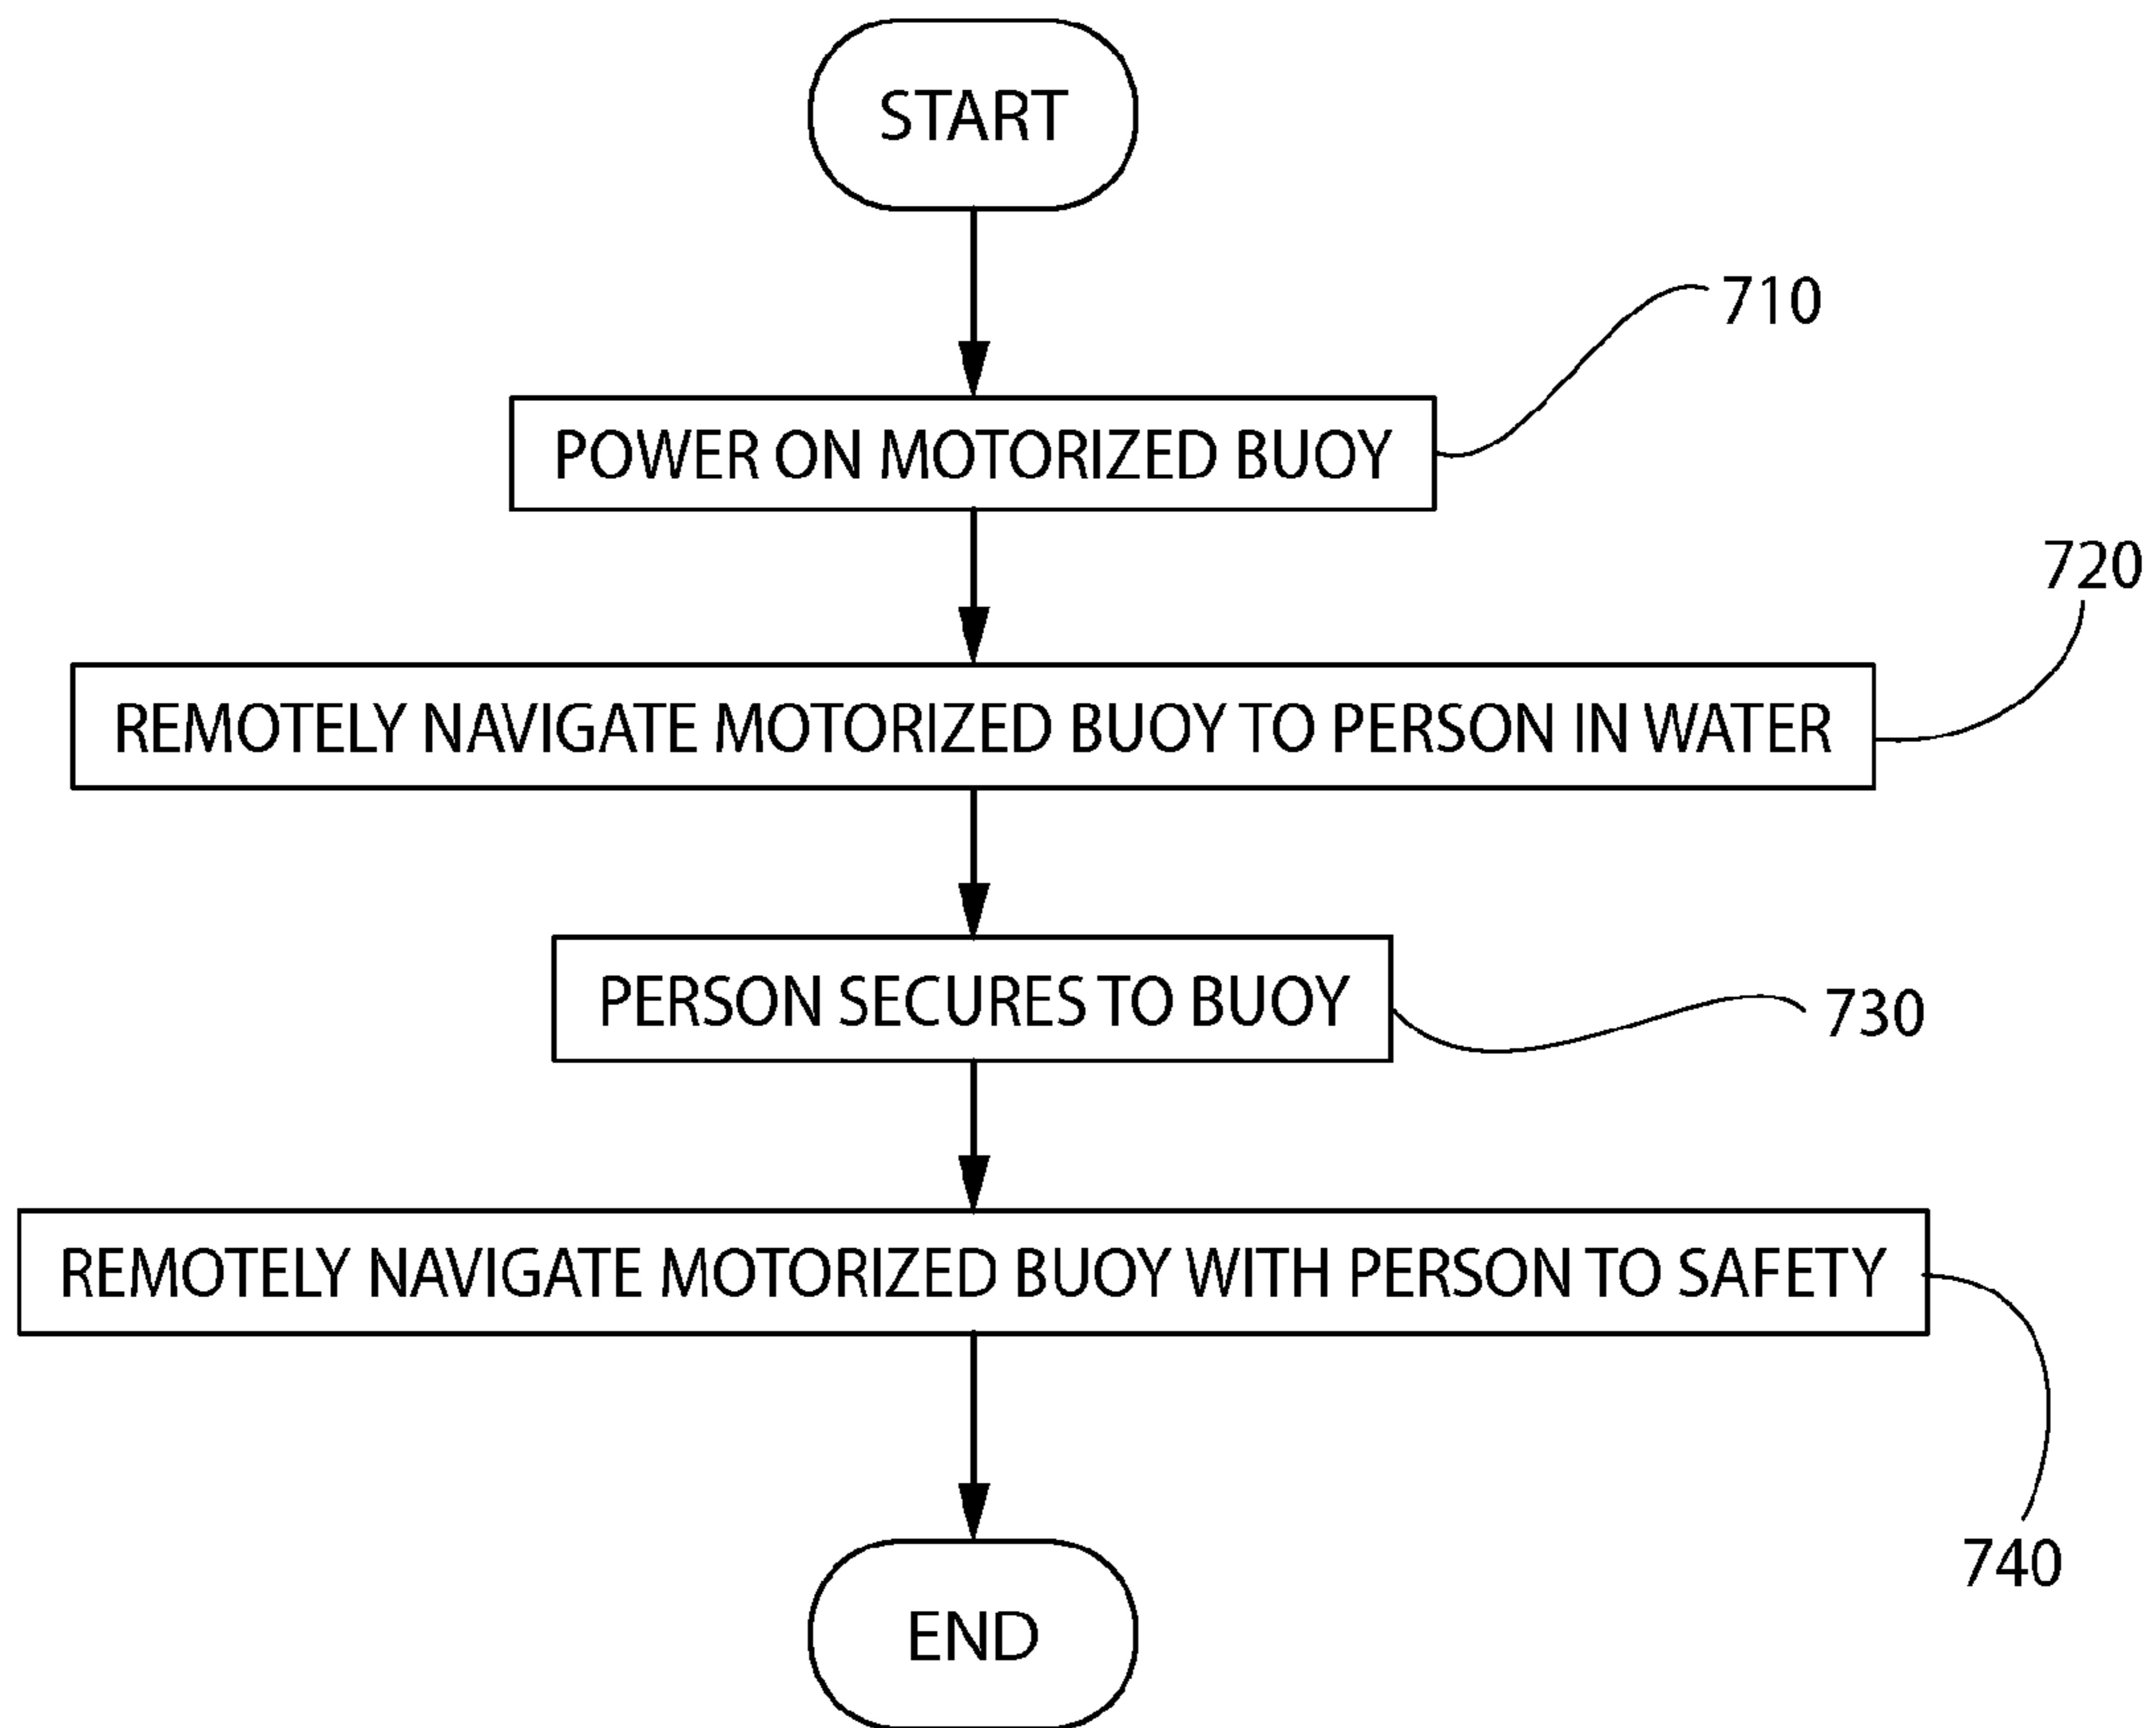 START
710
POWER ON MOTORIZED BUOY
720
REMOTELY NAVIGATE MOTORIZED BUOY TO PERSON IN WATER
PERSON SECURES TO BUOY
730
REMOTELY NAVIGATE MOTORIZED BUOY WITH PERSON TO SAFETY
740
END